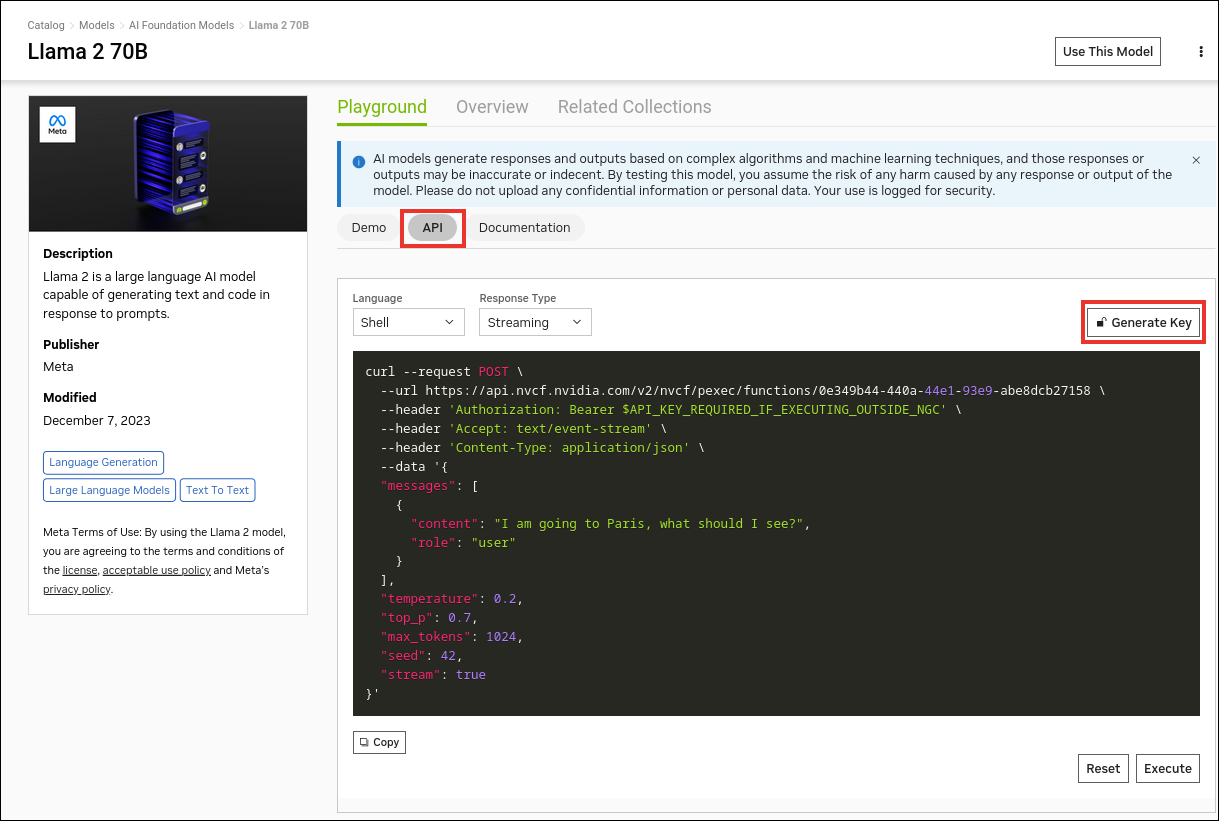 Catalog > Models > AI Foundation Models > Llama 2 70B
Llama 2 70B
Use This Model
Meta
Description
Llama 2 is a large language AI model
capable of generating text and code in
response to prompts.
Publisher
Meta
Modified
December 7, 2023
Language Generation
Large Language Models Text To Text
Meta Terms of Use: By using the Llama 2 model,
you are agreeing to the terms and conditions of
the license, acceptable use policy and Meta's
privacy policy.
Playground Overview Related Collections
AI models generate responses and outputs based on complex algorithms and machine learning techniques, and those responses or
outputs may be inaccurate or indecent. By testing this model, you assume the risk of any harm caused by any response or output of the
model. Please do not upload any confidential information or personal data. Your use is logged for security.
Demo API Documentation
Language Response Type
Shell Streaming Generate Key
curl --request POST \
  --url https://api.nvcf.nvidia.com/v2/nvcf/pexec/functions/0e349b44-440a-44e1-93e9-abe8dcb27158 \
  --header 'Authorization: Bearer $API_KEY_REQUIRED_IF_EXECUTING_OUTSIDE_NGC' \
  --header 'Accept: text/event-stream' \
  --header 'Content-Type: application/json' \
  --data '{
  "messages": [
    {
      "content": "I am going to Paris, what should I see?",
      "role": "user"
    }
  ],
  "temperature": 0.2,
  "top_p": 0.7,
  "max_tokens": 1024,
  "seed": 42,
  "stream": true
}'
Copy
Reset Execute